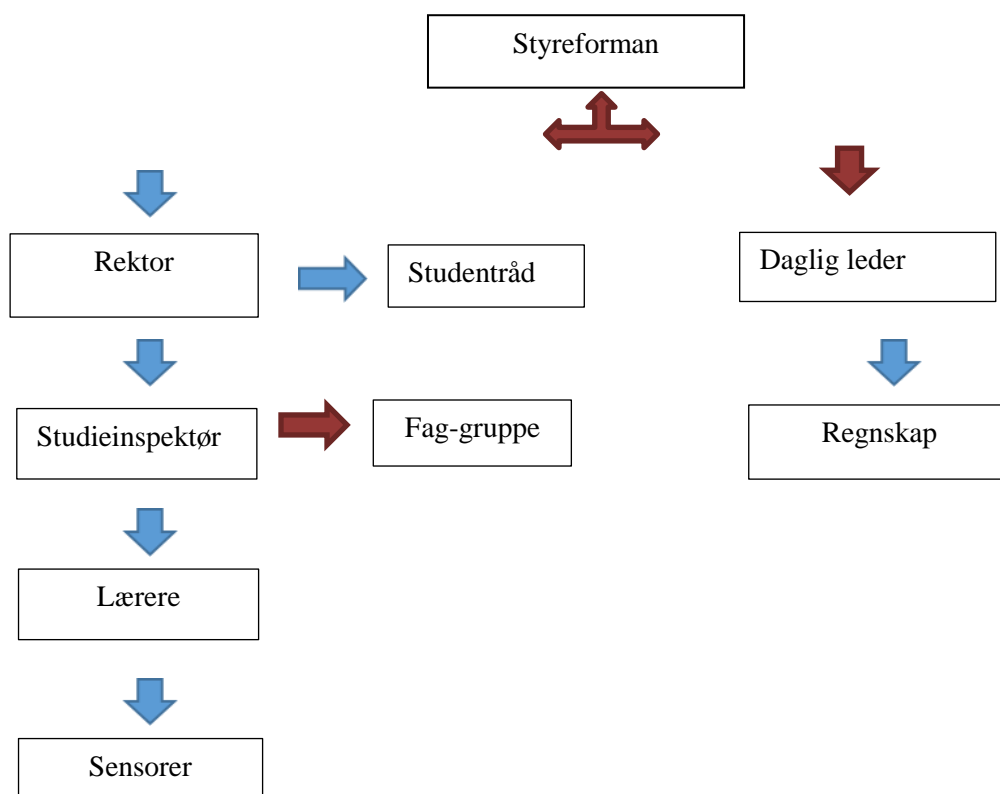 Styreforman
Rektor
Studentråd
Daglig leder
Studieinspektør
Fag-gruppe
Regnskap
Lærere
Sensorer